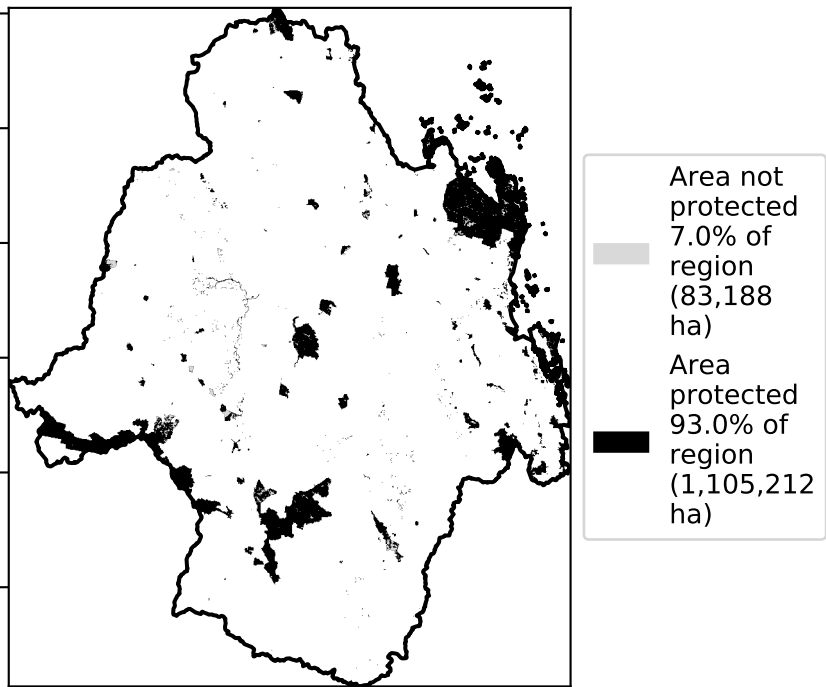 Area not
protected
7.0% of
region
(83,188
ha)
Area
protected
93.0% of
region
(1,105,212
ha)